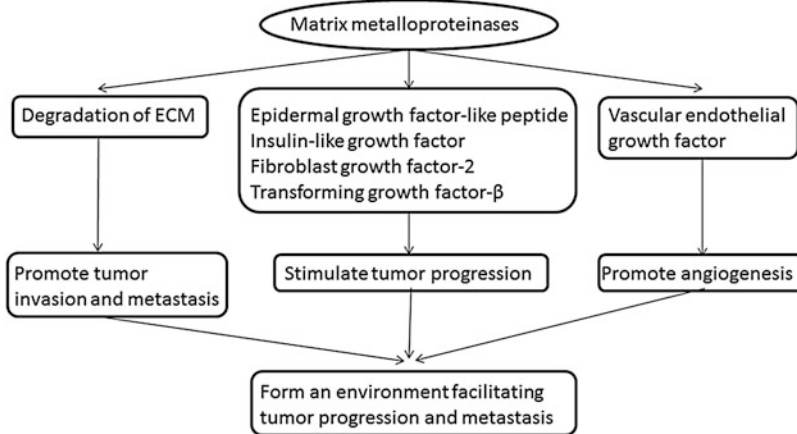 Matrix metalloproteinases
Degradation of ECM
Epidermal growth factor-like peptide
Insulin-like growth factor
Fibroblast growth factor-2
Transforming growth factor-β
Vascular endothelial
growth factor
Promote tumor
invasion and metastasis
Stimulate tumor progression
Promote angiogenesis
Form an environment facilitating
tumor progression and metastasis